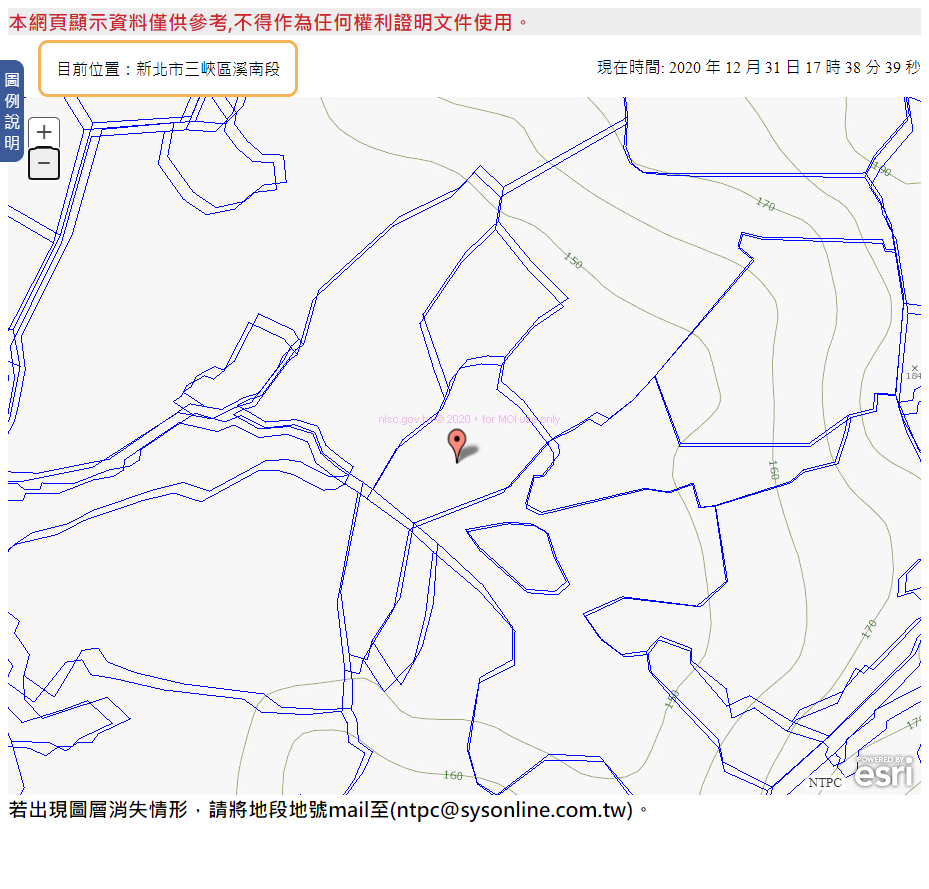 本網頁顯示資料僅供參考,不得作為任何權利證明文件使用。
目前位置：新北市三峽區溪南段
現在時間: 2020 年 12 月 31 日 17 時 38 分 39 秒
圖例說明
+
−
160
170
150
184
nlsc.gov.tw© 2020，for MOI use only
160
170
150
170
160
POWERED BY
esri
NTPC
若出現圖層消失情形，請將地段地號mail至(ntpc@sysonline.com.tw)。